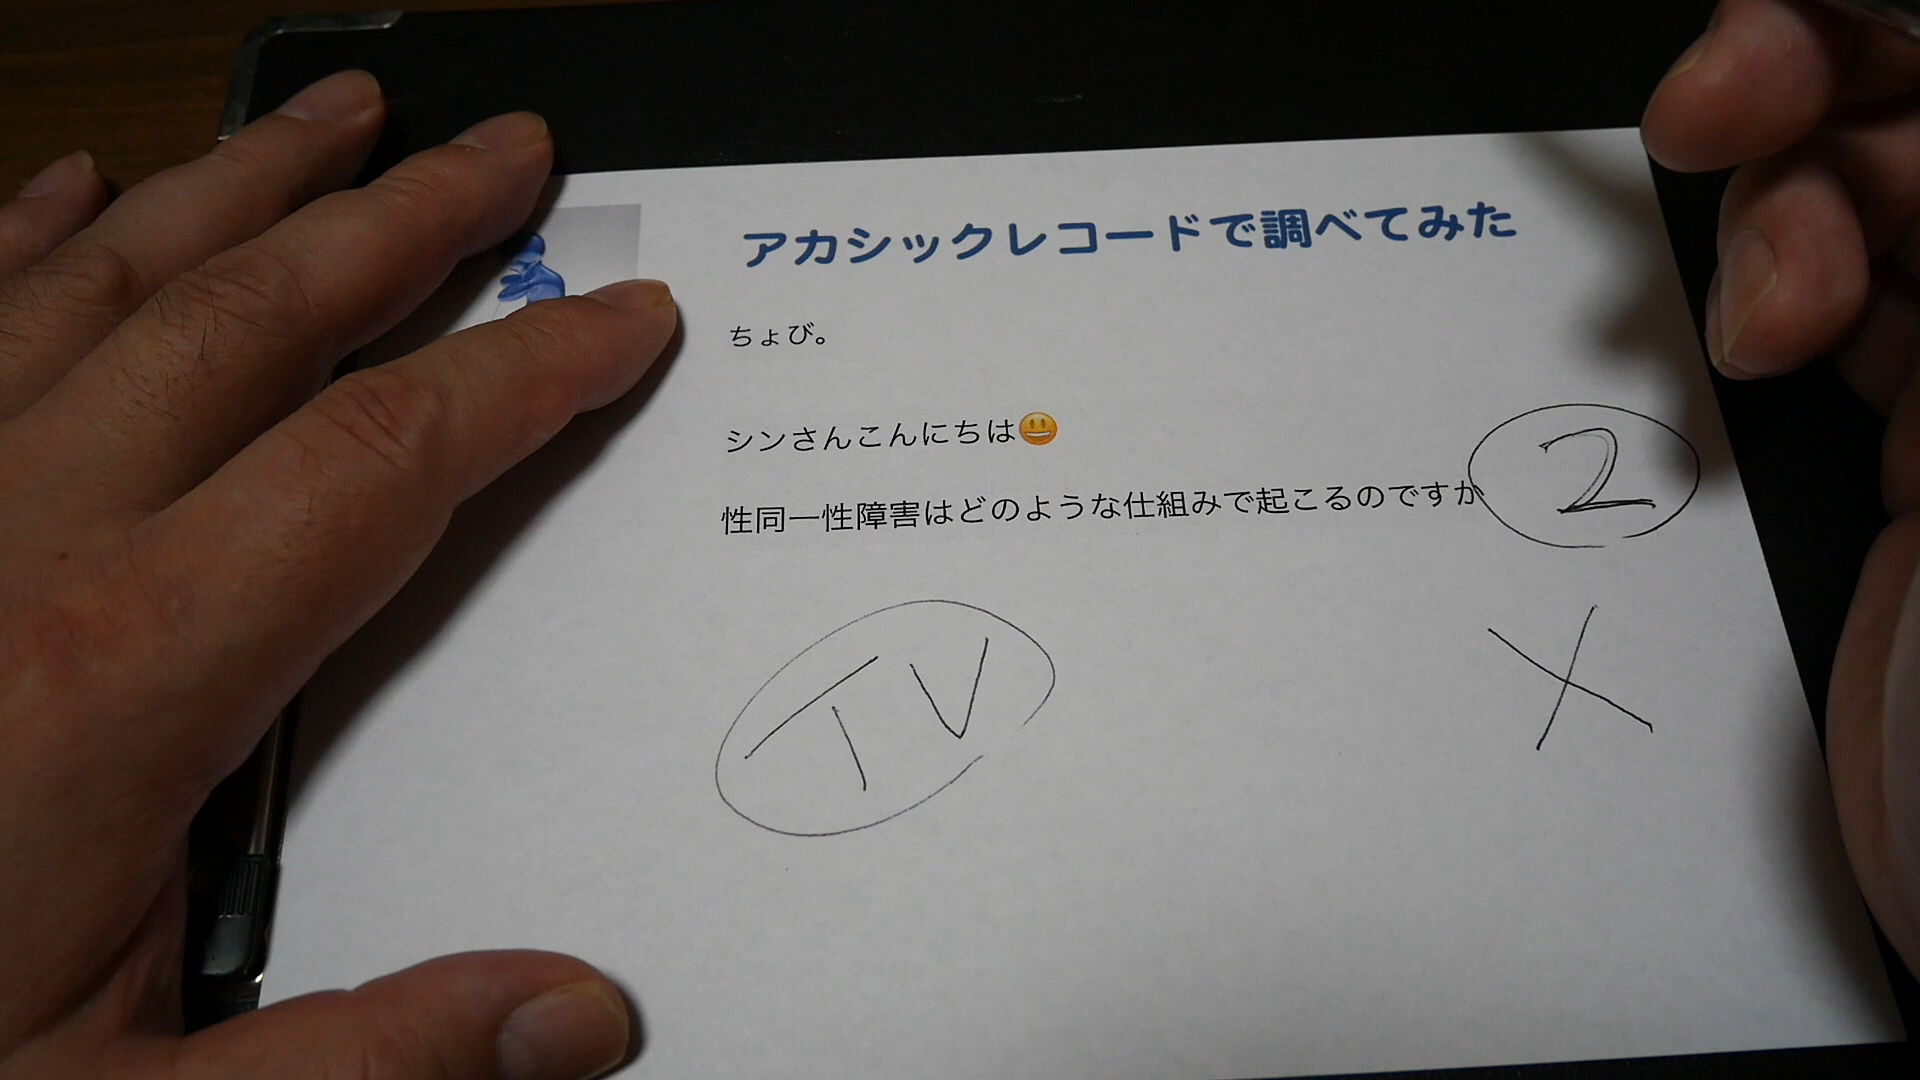 アカシックレコードで調べてみた
ちょび。
シンさんこんにちは😃
性同一性障害はどのような仕組みで起こるのですか
2
TV
X